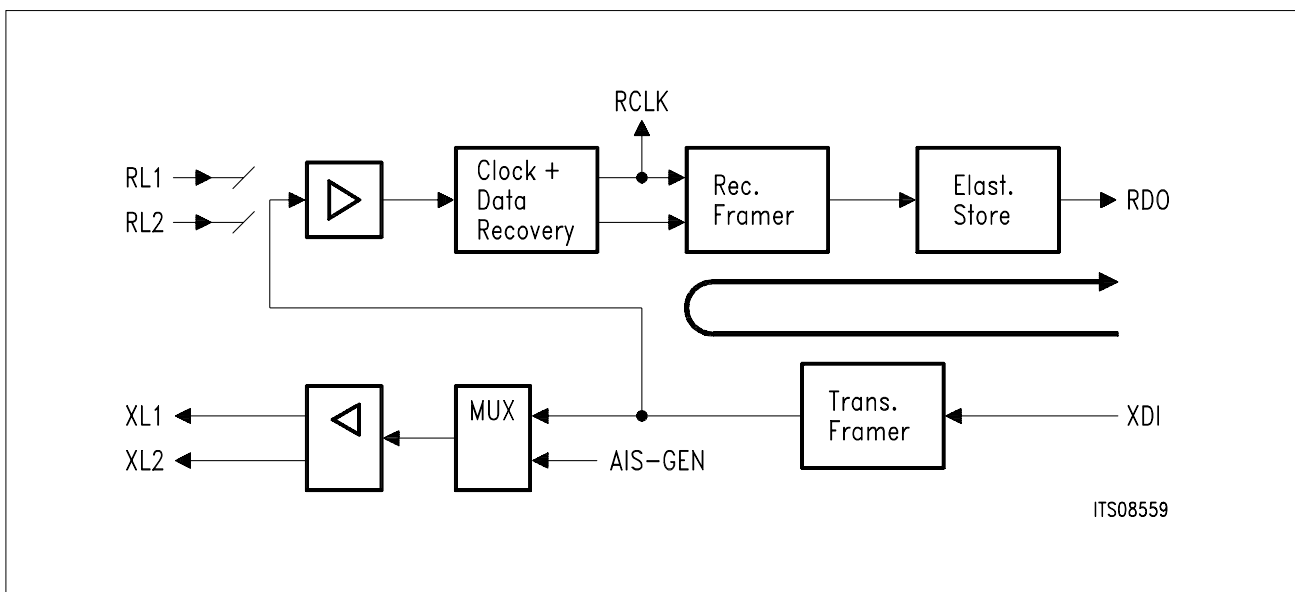 RCLK
RL1
RL2
Clock +
Data
Recovery
Rec.
Framer
Elast.
Store
RDO
XL1
XL2
MUX
AIS-GEN
Trans.
Framer
XDI
ITS08559